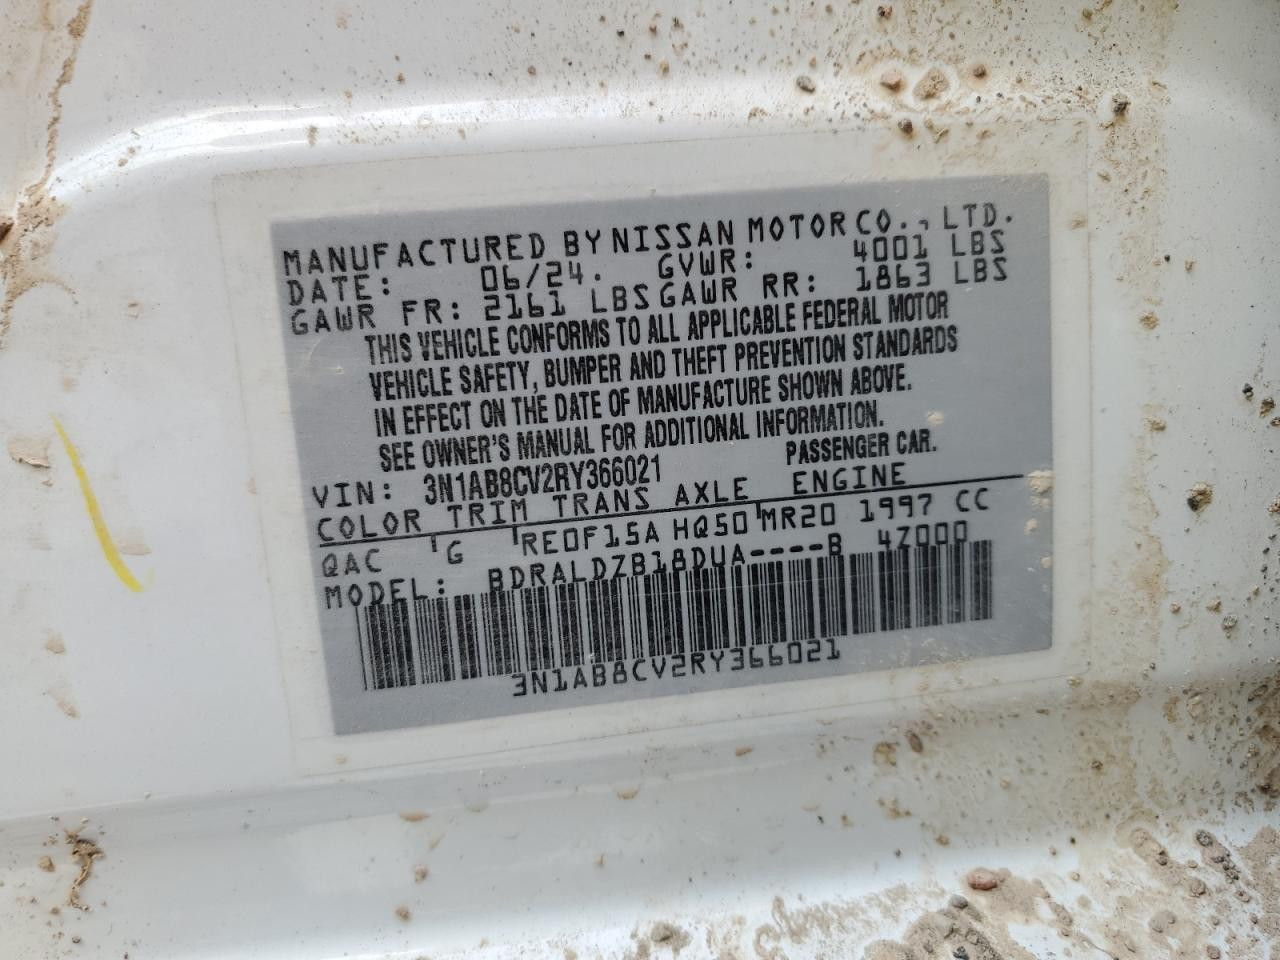 MANUFACTURED BY NISSAN MOTOR CO., LTD.
DATE: 06/24. GVWR: 4001 LBS
GAWR FR: 2161 LBS GAWR RR: 1863 LBS
THIS VEHICLE CONFORMS TO ALL APPLICABLE FEDERAL MOTOR
VEHICLE SAFETY, BUMPER AND THEFT PREVENTION STANDARDS
IN EFFECT ON THE DATE OF MANUFACTURE SHOWN ABOVE.
SEE OWNER'S MANUAL FOR ADDITIONAL INFORMATION.
VIN: 3N1AB8CV2RY366021 PASSENGER CAR.
COLOR TRIM TRANS AXLE ENGINE
QAC G RE0F15A HQ50 MR20 1997 CC
MODEL: BDRALDZB18DUA----B 4Z000
3N1AB8CV2RY366021